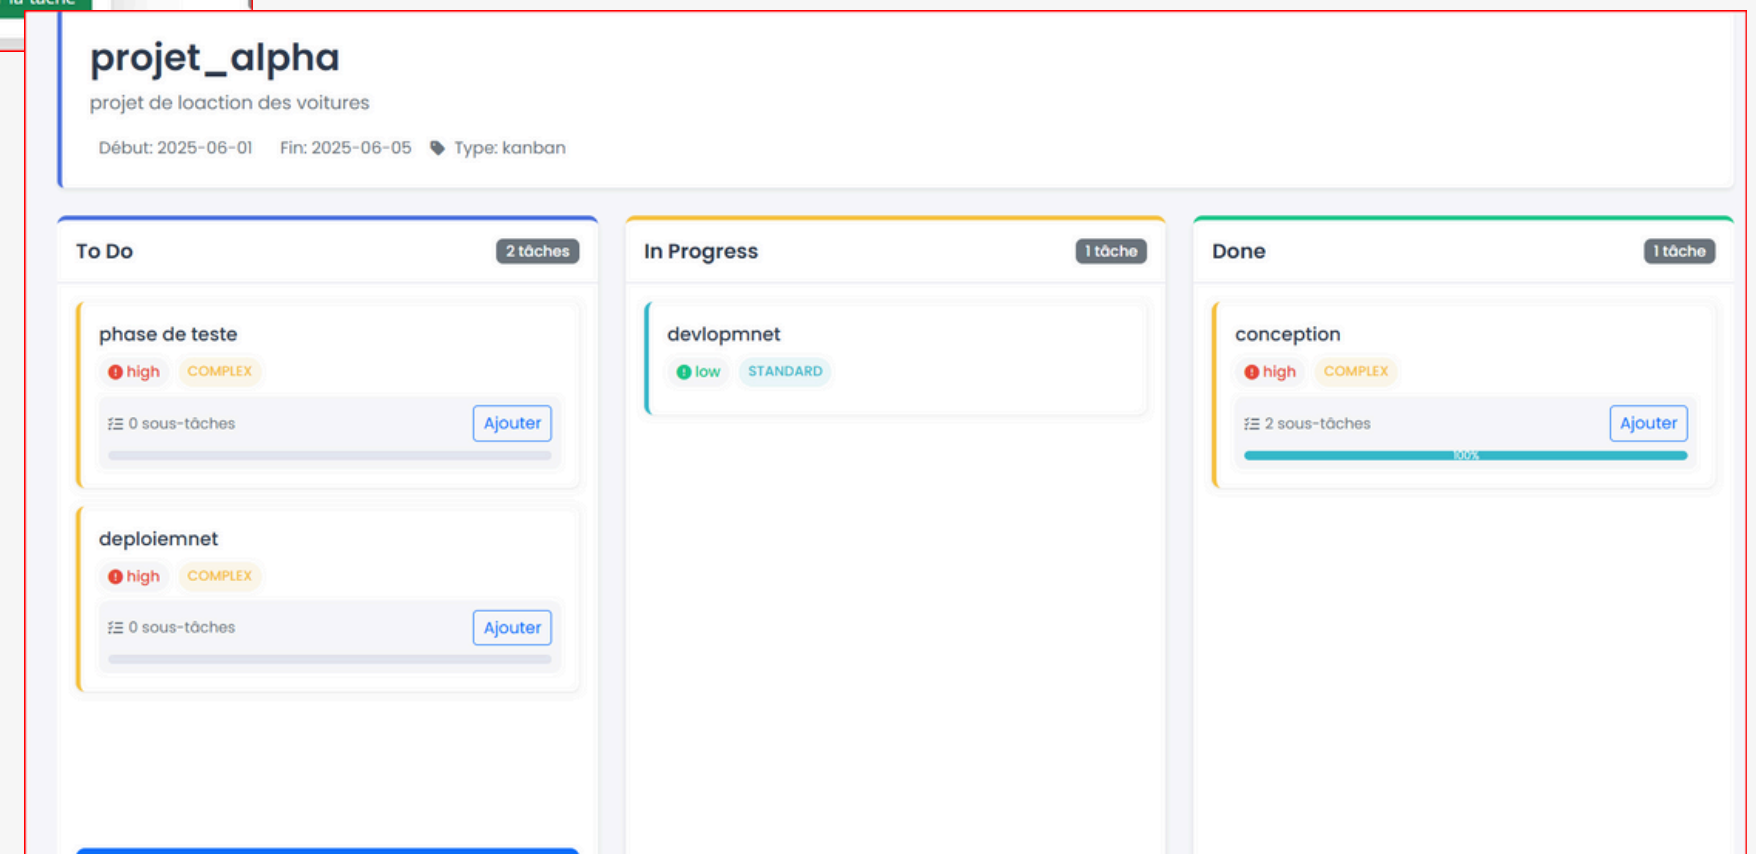 la tâche
projet_alpha
projet de loaction des voitures
Début: 2025-06-01 Fin: 2025-06-05 Type: kanban
To Do 2 tâches
phase de teste
high COMPLEX
0 sous-tâches Ajouter
deploiemnet
high COMPLEX
0 sous-tâches Ajouter
In Progress 1 tâche
devlopmnet
low STANDARD
Done 1 tâche
conception
high COMPLEX
2 sous-tâches Ajouter
100%